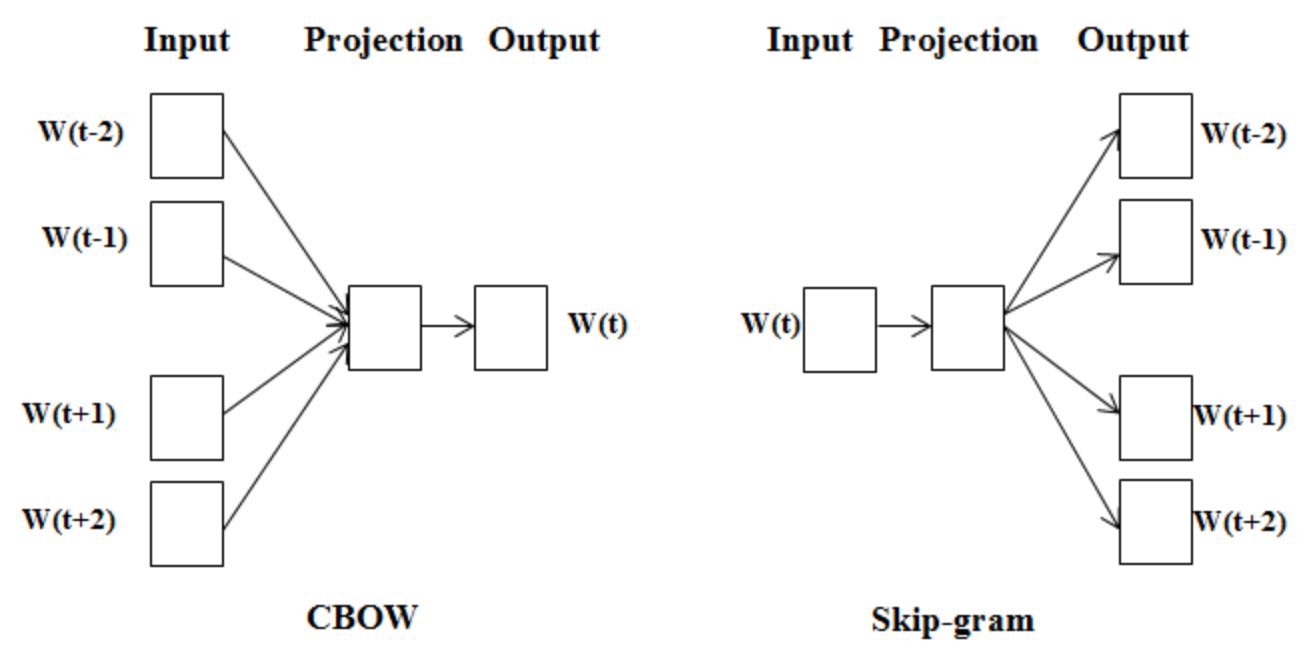 Input Projection Output
W(t-2)
W(t-1)
W(t)
W(t+1)
W(t+2)
CBOW
Input Projection Output
W(t-2)
W(t-1)
W(t)
W(t+1)
W(t+2)
Skip-gram